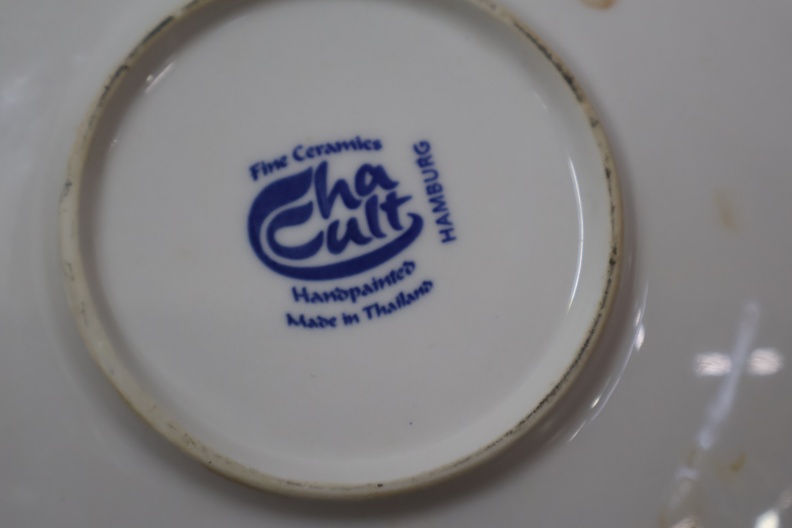 Fine Ceramics
Cha
Cult
HAMBURG
Handpainted
Made in Thailand